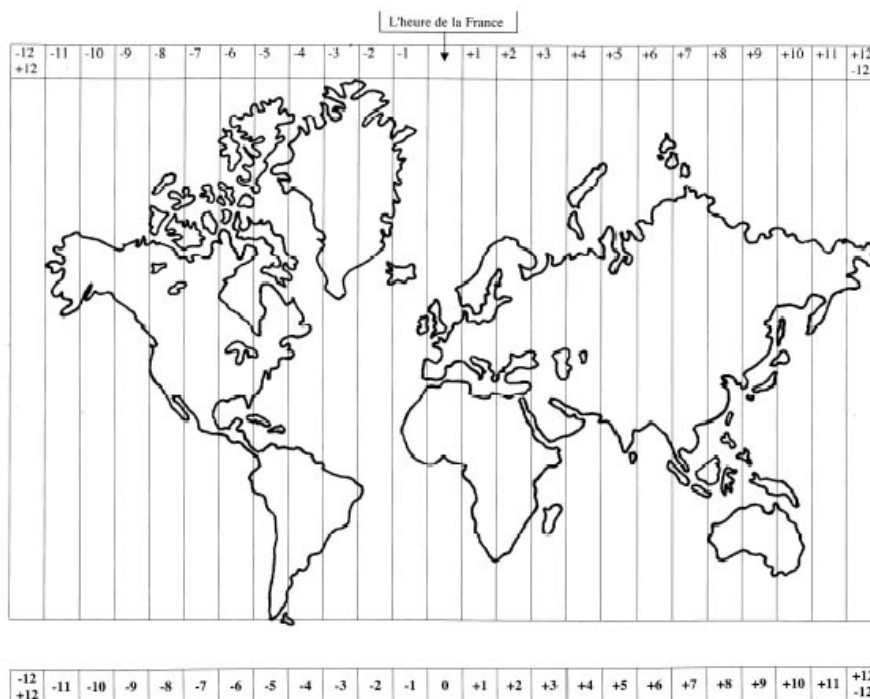 L'heure de la France
-12 -11 -10 -9 -8 -7 -6 -5 -4 -3 -2 -1 +1 +2 +3 +4 +5 +6 +7 +8 +9 +10 +11 +12
+12 -12
-12 -11 -10 -9 -8 -7 -6 -5 -4 -3 -2 -1 0 +1 +2 +3 +4 +5 +6 +7 +8 +9 +10 +11 +12
+12 -12